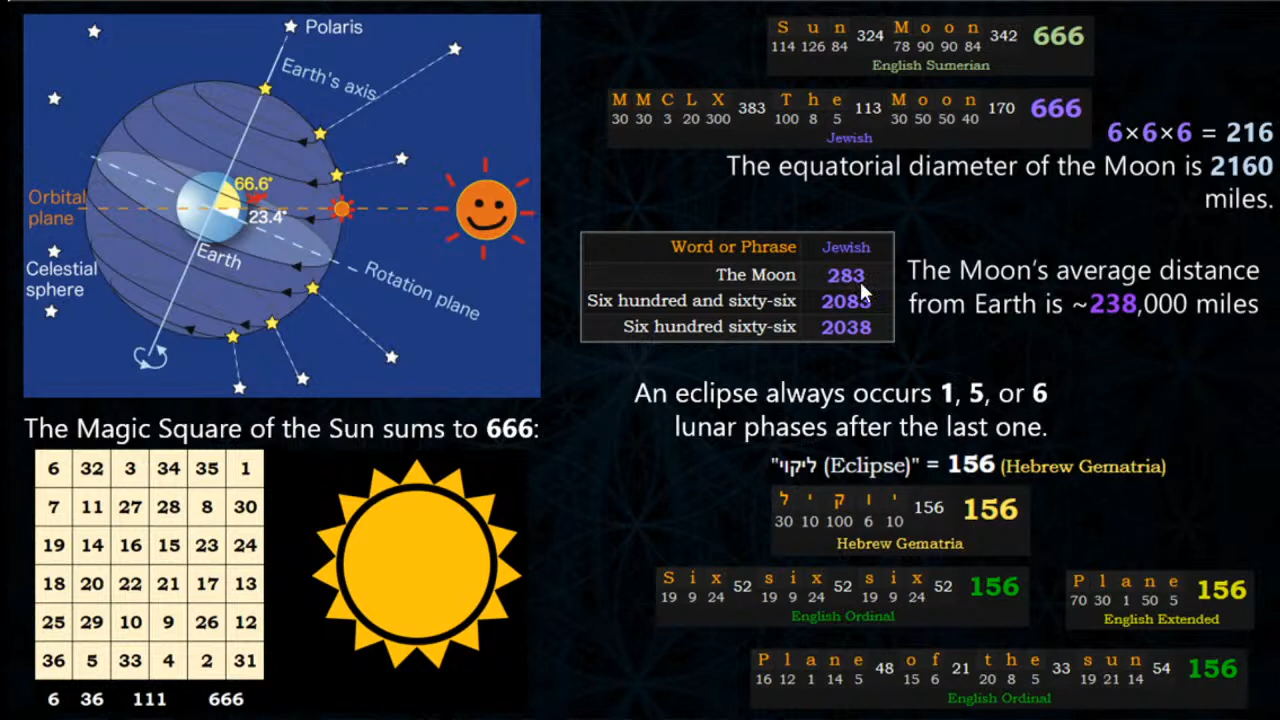 Polaris
Earth's axis
66.6°
23.4°
Orbital
plane
Earth
Celestial
sphere
Rotation plane
The Magic Square of the Sun sums to 666:
6 32 3 34 35 1
7 11 27 28 8 30
19 14 16 15 23 24
18 20 22 21 17 13
25 29 10 9 26 12
36 5 33 4 2 31
6 36 111 666
S u n 324 M o o n 342 666
114 126 84 78 90 90 84
English Sumerian
M M C L X 383 T h e 113 M o o n 170 666
30 30 3 20 300 100 8 5 30 50 50 40
Jewish
6×6×6 = 216
The equatorial diameter of the Moon is 2160
miles.
Word or Phrase Jewish
The Moon 283
Six hundred and sixty-six 2083
Six hundred sixty-six 2038
The Moon's average distance
from Earth is ~238,000 miles
An eclipse always occurs 1, 5, or 6
lunar phases after the last one.
"ליקוי (Eclipse)" = 156 (Hebrew Gematria)
ל י ק ו י 156 156
30 10 100 6 10
Hebrew Gematria
S i x 52 s i x 52 s i x 52 156
19 9 24 19 9 24 19 9 24
English Ordinal
P l a n e 156
70 30 1 50 5
English Extended
P l a n e 48 o f 21 t h e 33 s u n 54 156
16 12 1 14 5 15 6 20 8 5 19 21 14
English Ordinal